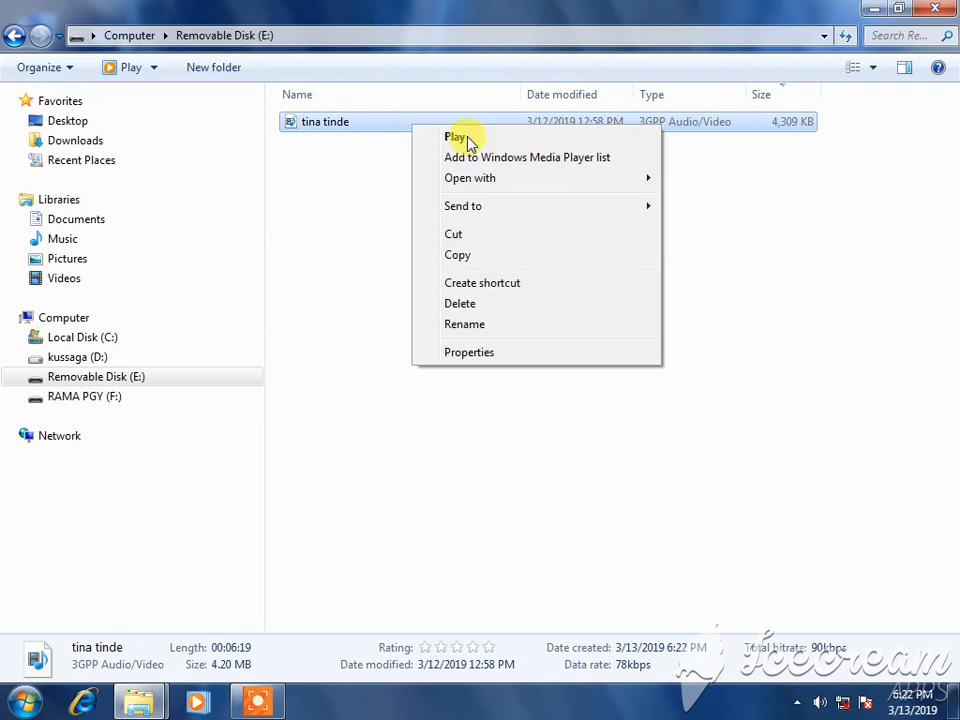 Computer
Removable Disk (E:)
Search Re...
Organize
Play
New folder
Name
Date modified
Type
Size
Favorites
Desktop
Downloads
Recent Places
Libraries
Documents
Music
Pictures
Videos
Computer
Local Disk (C:)
kussaga (D:)
Removable Disk (E:)
RAMA PGY (F:)
Network
tina tinde
3/12/2019 12:58 PM
3GPP Audio/Video
4,309 KB
Play
Add to Windows Media Player list
Open with
Send to
Cut
Copy
Create shortcut
Delete
Rename
Properties
tina tinde
Length: 00:06:19
Rating:
Date created: 3/13/2019 6:22 PM
Total bitrate: 90kbps
3GPP Audio/Video
Size: 4.20 MB
Date modified: 3/12/2019 12:58 PM
Data rate: 78kbps
Icecream
APPS
6:22 PM
3/13/2019